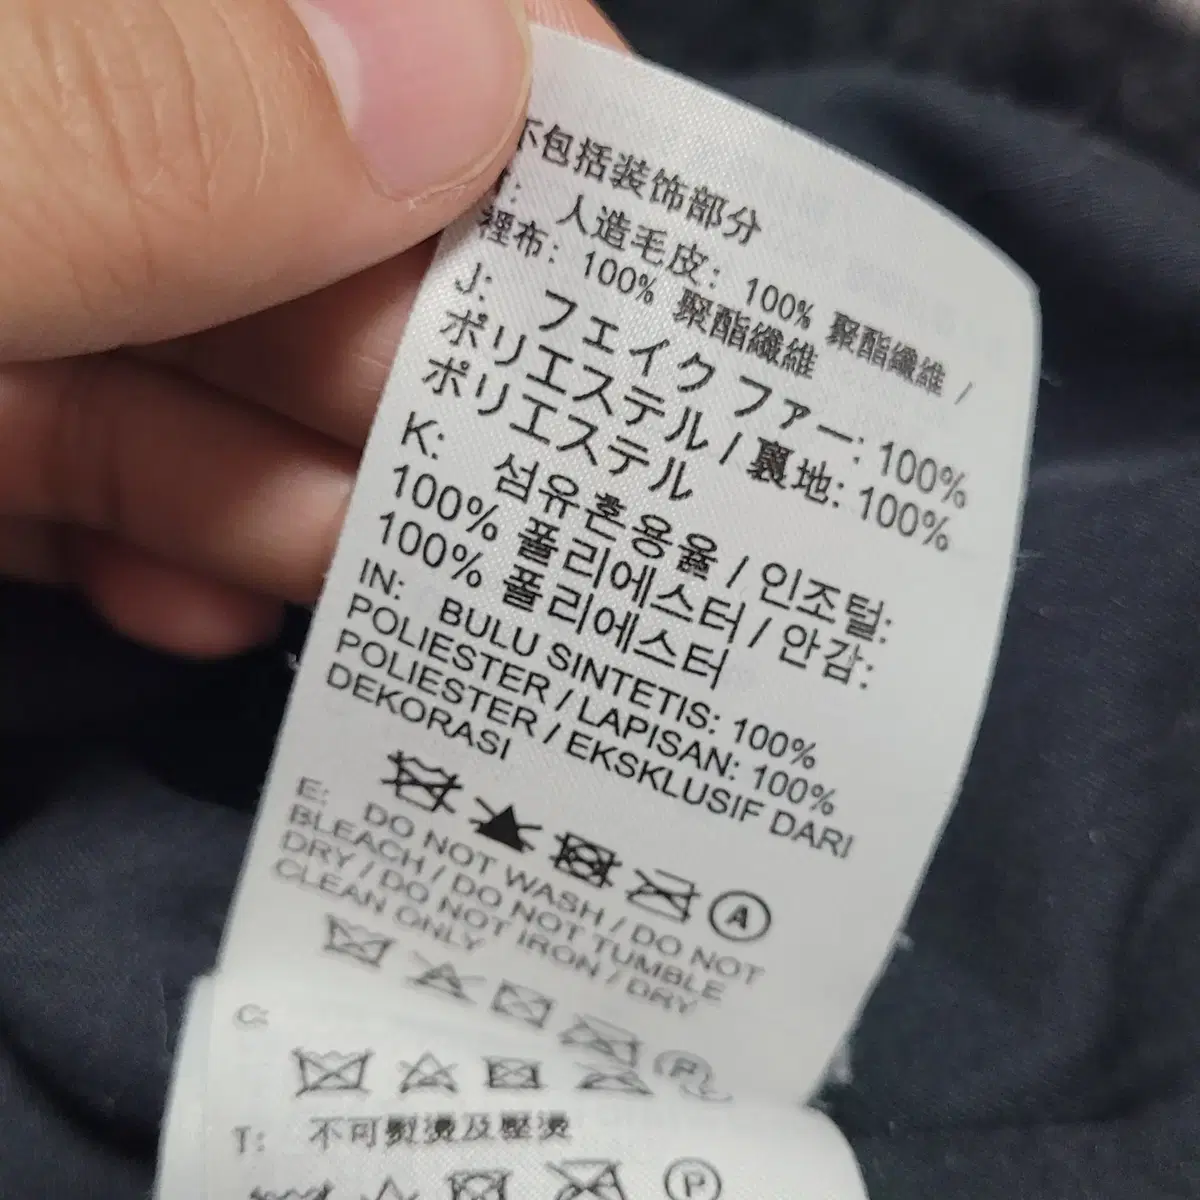 不包括装饰部分
T: 人造毛皮: 100% 聚酯纖維 /
裡布: 100% 聚酯纖維
J: フェイク ファー: 100%
ポリエステル / 裏地: 100%
ポリエステル
K: 섬유혼용율 / 인조털:
100% 폴리에스터 / 안감:
100% 폴리에스터
IN: BULU SINTETIS: 100%
POLIESTER / LAPISAN: 100%
POLIESTER / EKSKLUSIF DARI
DEKORASI
A
E: DO NOT WASH / DO NOT
BLEACH / DO NOT TUMBLE
DRY / DO NOT IRON / DRY
CLEAN ONLY
P
C:
T: 不可熨燙及壓燙
P